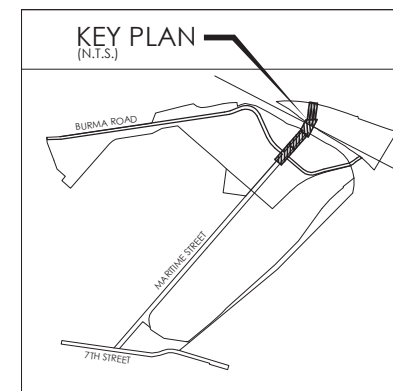 KEY PLAN
(N.T.S.)
BURMA ROAD
MARITIME STREET
7TH STREET